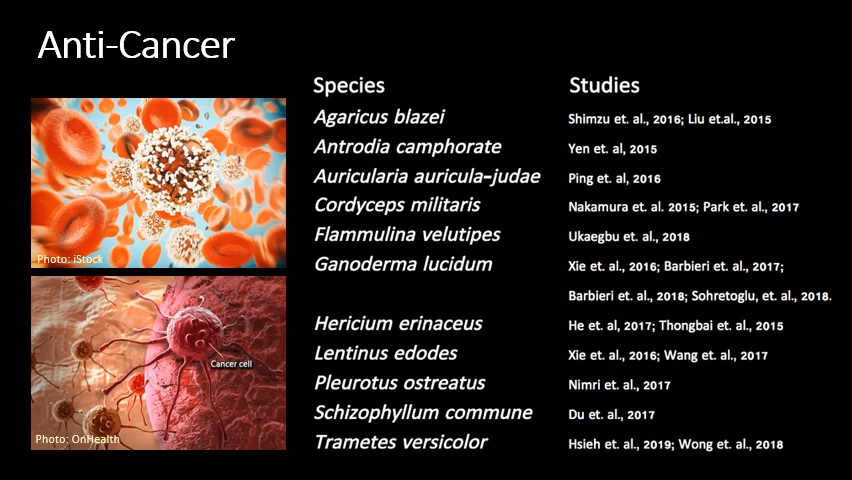 Anti-Cancer
Species Studies
Agaricus blazei Shimzu et. al., 2016; Liu et.al., 2015
Antrodia camphorate Yen et. al, 2015
Auricularia auricula-judae Ping et. al, 2016
Cordyceps militaris Nakamura et. al. 2015; Park et. al., 2017
Flammulina velutipes Ukaegbu et. al., 2018
Ganoderma lucidum Xie et. al., 2016; Barbieri et. al., 2017;
Barbieri et. al., 2018; Sohretoglu, et. al., 2018.
Hericium erinaceus He et. al, 2017; Thongbai et. al., 2015
Lentinus edodes Xie et. al., 2016; Wang et. al., 2017
Pleurotus ostreatus Nimri et. al., 2017
Schizophyllum commune Du et. al., 2017
Trametes versicolor Hsieh et. al., 2019; Wong et. al., 2018
Photo: iStock
Cancer cell
Photo: OnHealth